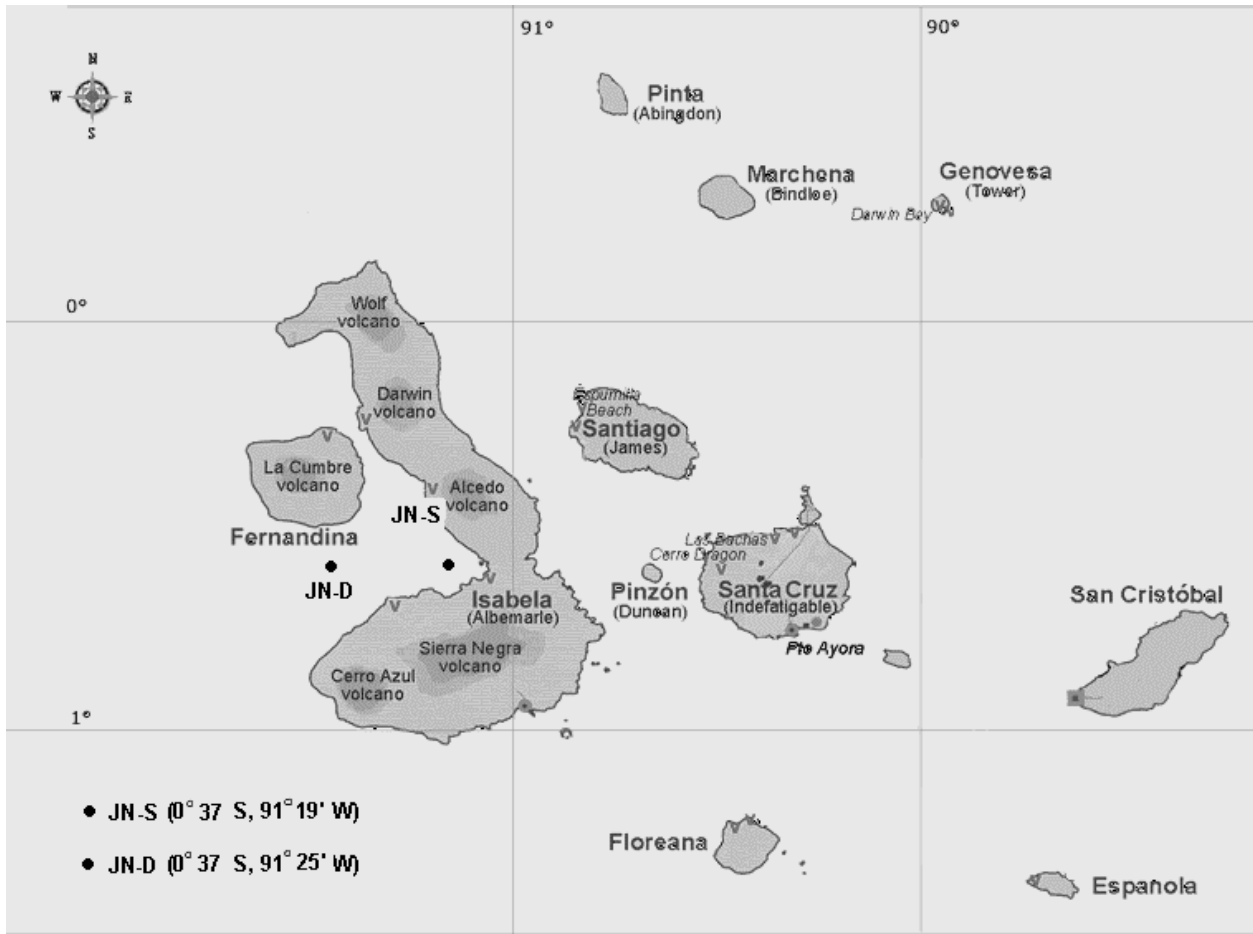 91°
90°
N
W
E
S
Pinta
(Abingdon)
Marchena
(Bindloe)
Genovesa
(Tower)
Darwin Bay
0°
Wolf
volcano
Darwin
volcano
Espumilla
Beach
Santiago
(James)
La Cumbre
volcano
Alcedo
volcano
JN-S
Fernandina
JN-D
Las Bachas
Cerro Dragon
Pinzón
(Duncan)
Santa Cruz
(Indefatigable)
Isabela
(Albemarle)
San Cristóbal
Sierra Negra
volcano
Pto Ayora
Cerro Azul
volcano
1°
JN-S (0° 37 S, 91° 19' W)
JN-D (0° 37 S, 91° 25' W)
Floreana
Espanola